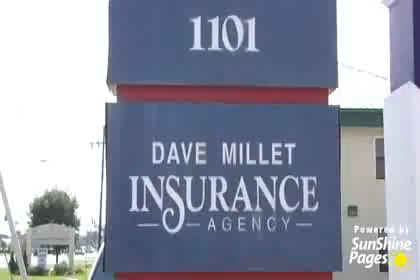 1101
DAVE MILLET
INSURANCE
AGENCY
Powered by
SunShine
Pages